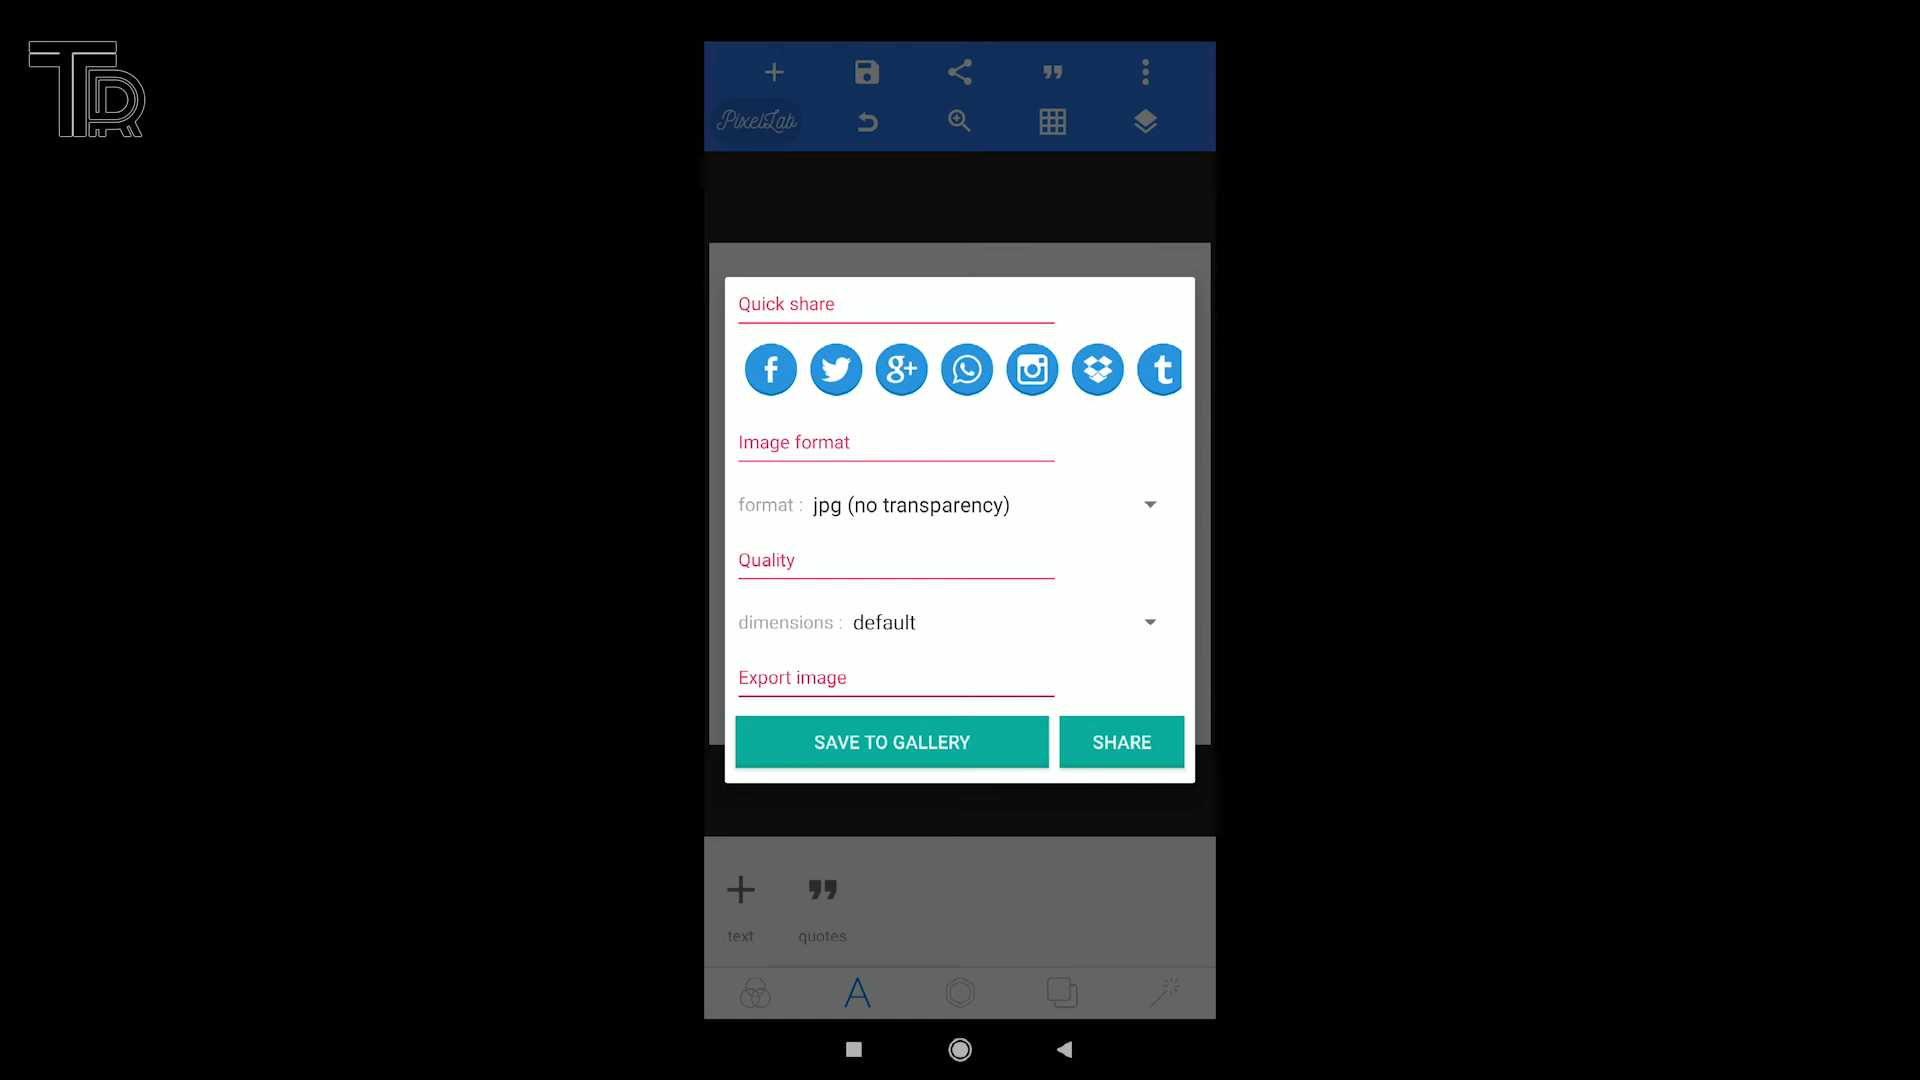 TDR
PixelLab
Quick share
Image format
format : jpg (no transparency)
Quality
dimensions : default
Export image
SAVE TO GALLERY SHARE
text quotes